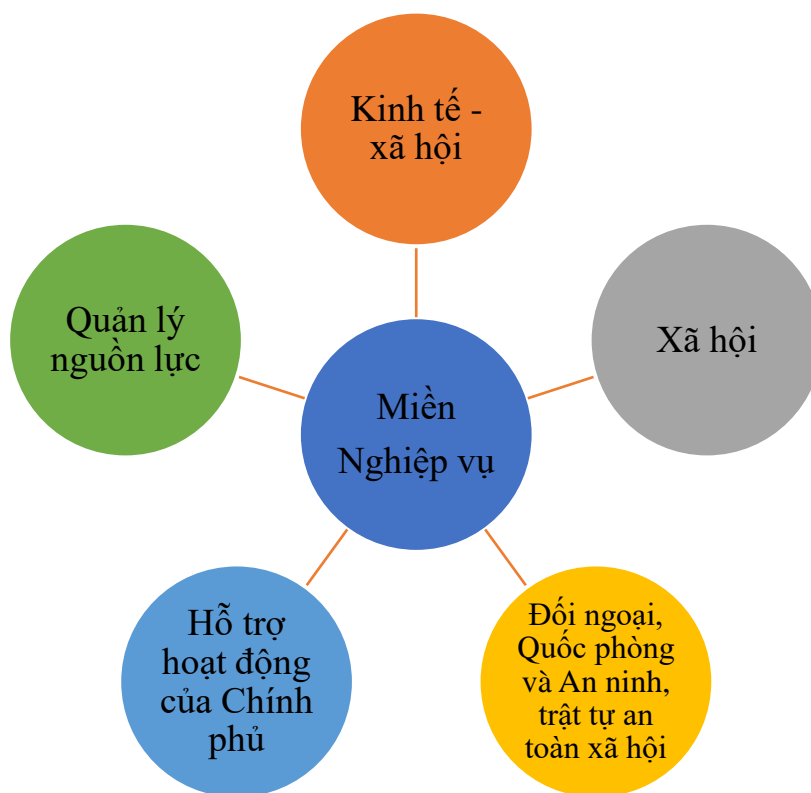 Kinh tế -
xã hội
Quản lý
nguồn lực
Xã hội
Miền
Nghiệp vụ
Hỗ trợ
hoạt động
của Chính
phủ
Đối ngoại,
Quốc phòng
và An ninh,
trật tự an
toàn xã hội